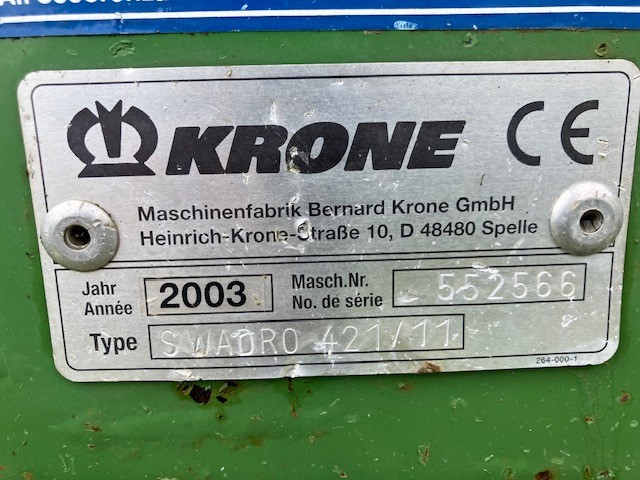 KRONE CE
Maschinenfabrik Bernard Krone GmbH
Heinrich-Krone-Straße 10, D 48480 Spelle
Jahr 2003 Masch.Nr. 552566
Année No. de série
Type SWADRO 421/11
264-000-1